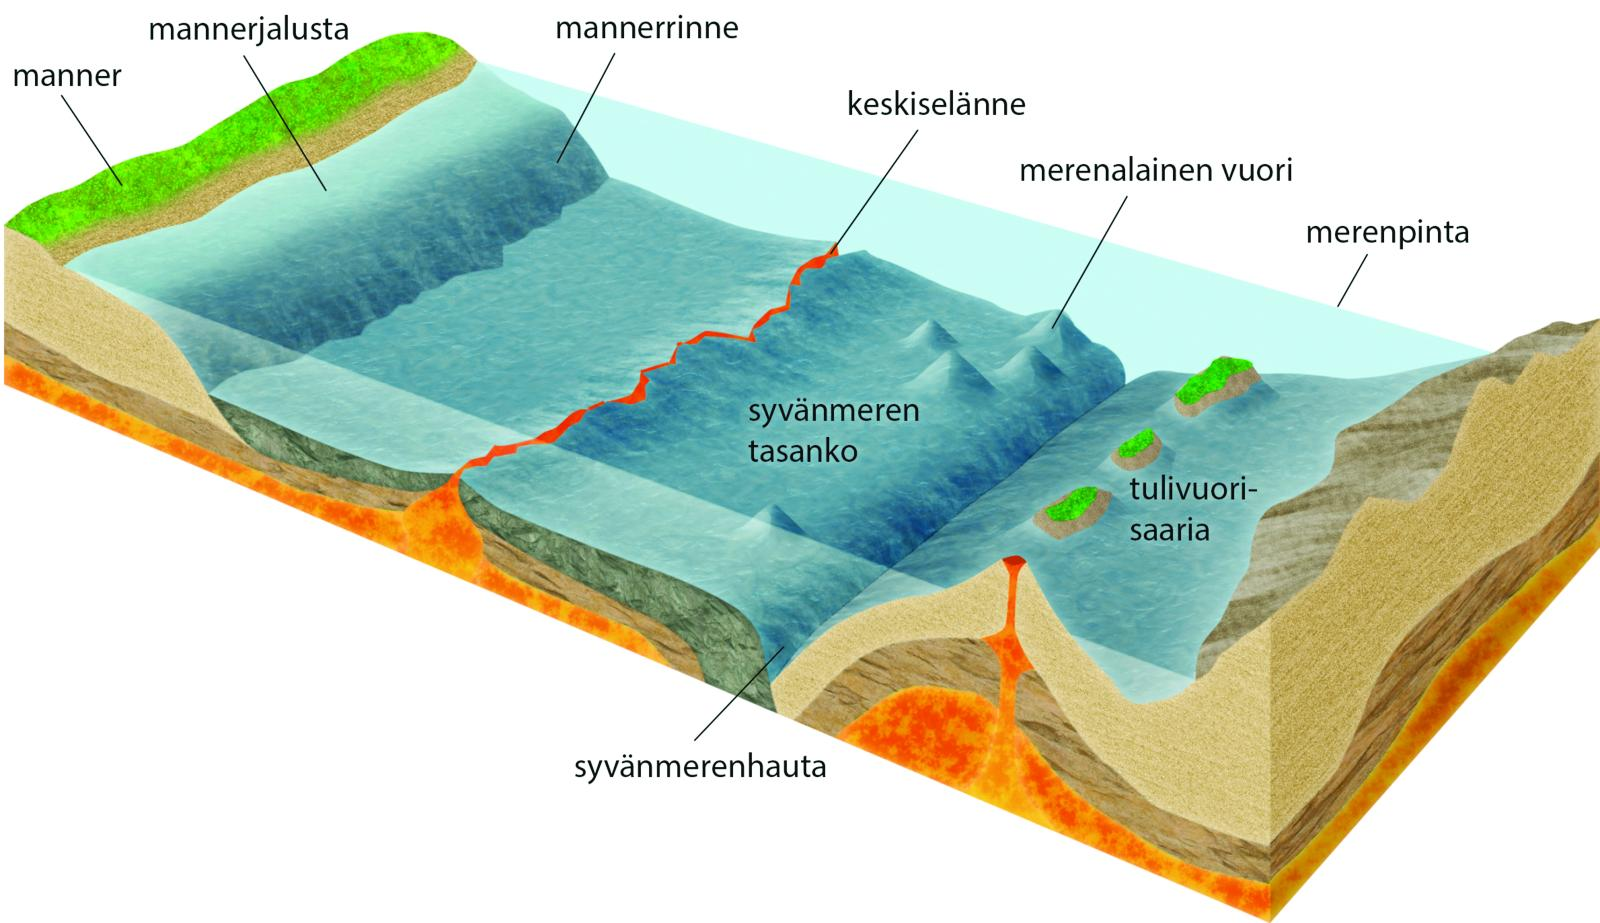 mannerjalusta
mannerrinne
manner
keskiselänne
merenalainen vuori
merenpinta
syvänmeren
tasanko
tulivuori-
saaria
syvänmerenhauta